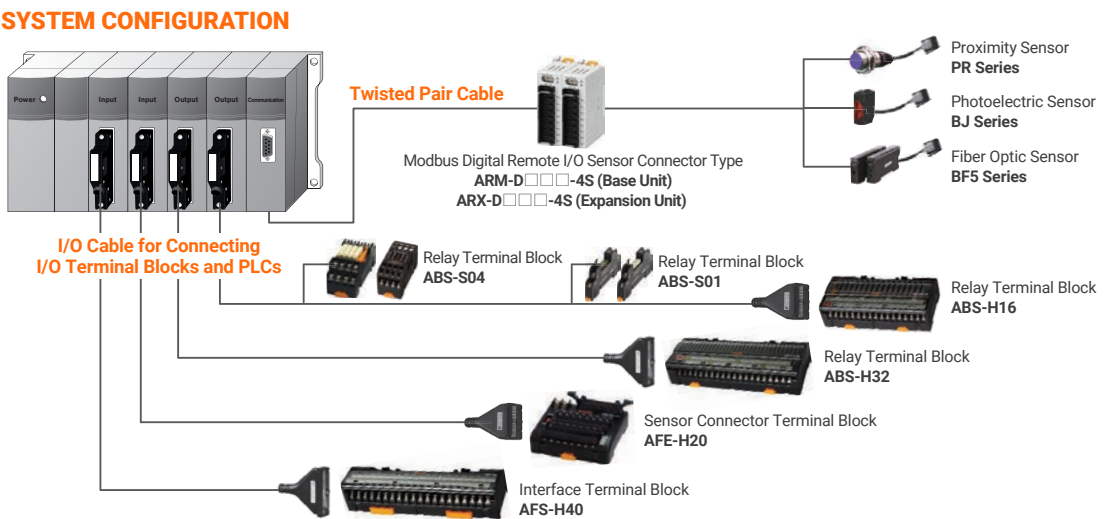 SYSTEM CONFIGURATION
Power
Input
Input
Output
Output
Communication
Twisted Pair Cable
Proximity Sensor
PR Series
Photoelectric Sensor
BJ Series
Fiber Optic Sensor
BF5 Series
Modbus Digital Remote I/O Sensor Connector Type
ARM-D□□□-4S (Base Unit)
ARX-D□□□-4S (Expansion Unit)
I/O Cable for Connecting
I/O Terminal Blocks and PLCs
Relay Terminal Block
ABS-S04
Relay Terminal Block
ABS-S01
Relay Terminal Block
ABS-H16
Relay Terminal Block
ABS-H32
Sensor Connector Terminal Block
AFE-H20
Interface Terminal Block
AFS-H40